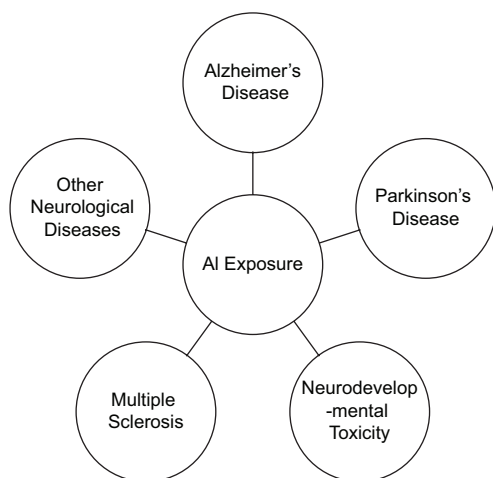 Alzheimer's
Disease
Other
Neurological
Diseases
Parkinson's
Disease
Al Exposure
Multiple
Sclerosis
Neurodevelop
-mental
Toxicity